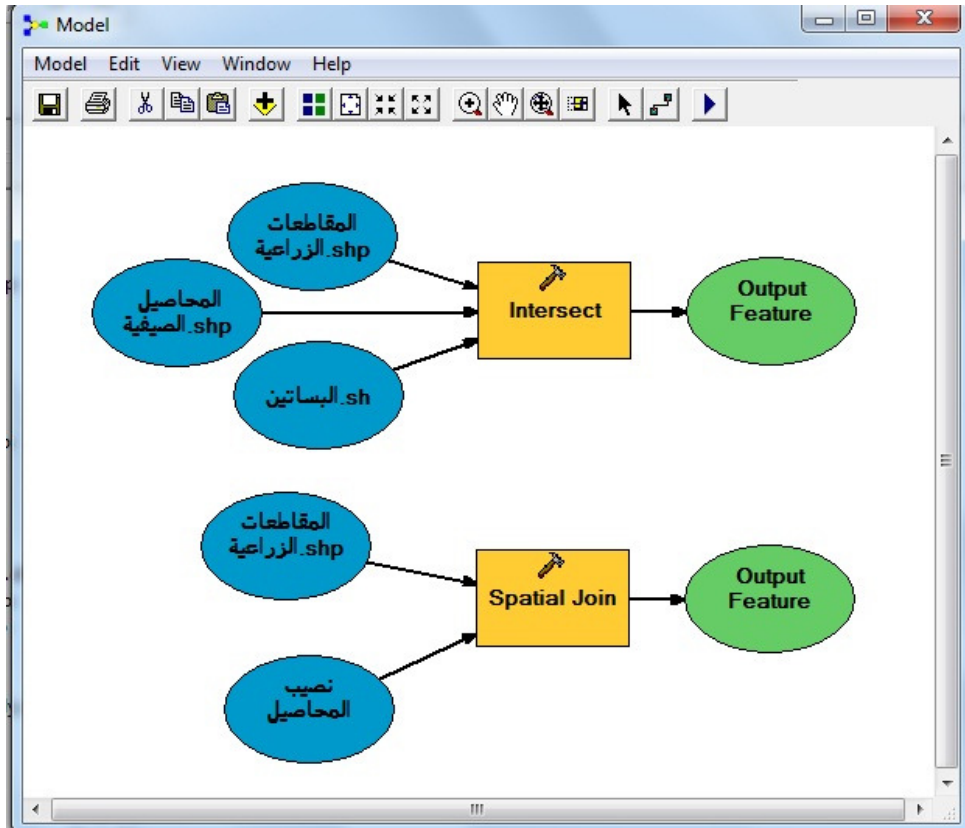 Model
Model Edit View Window Help
المقاطعات
الزراعية.shp
المحاصيل
الصيفية.shp
البساتين.sh
Intersect
Output
Feature
المقاطعات
الزراعية.shp
نصيب
المحاصيل
Spatial Join
Output
Feature